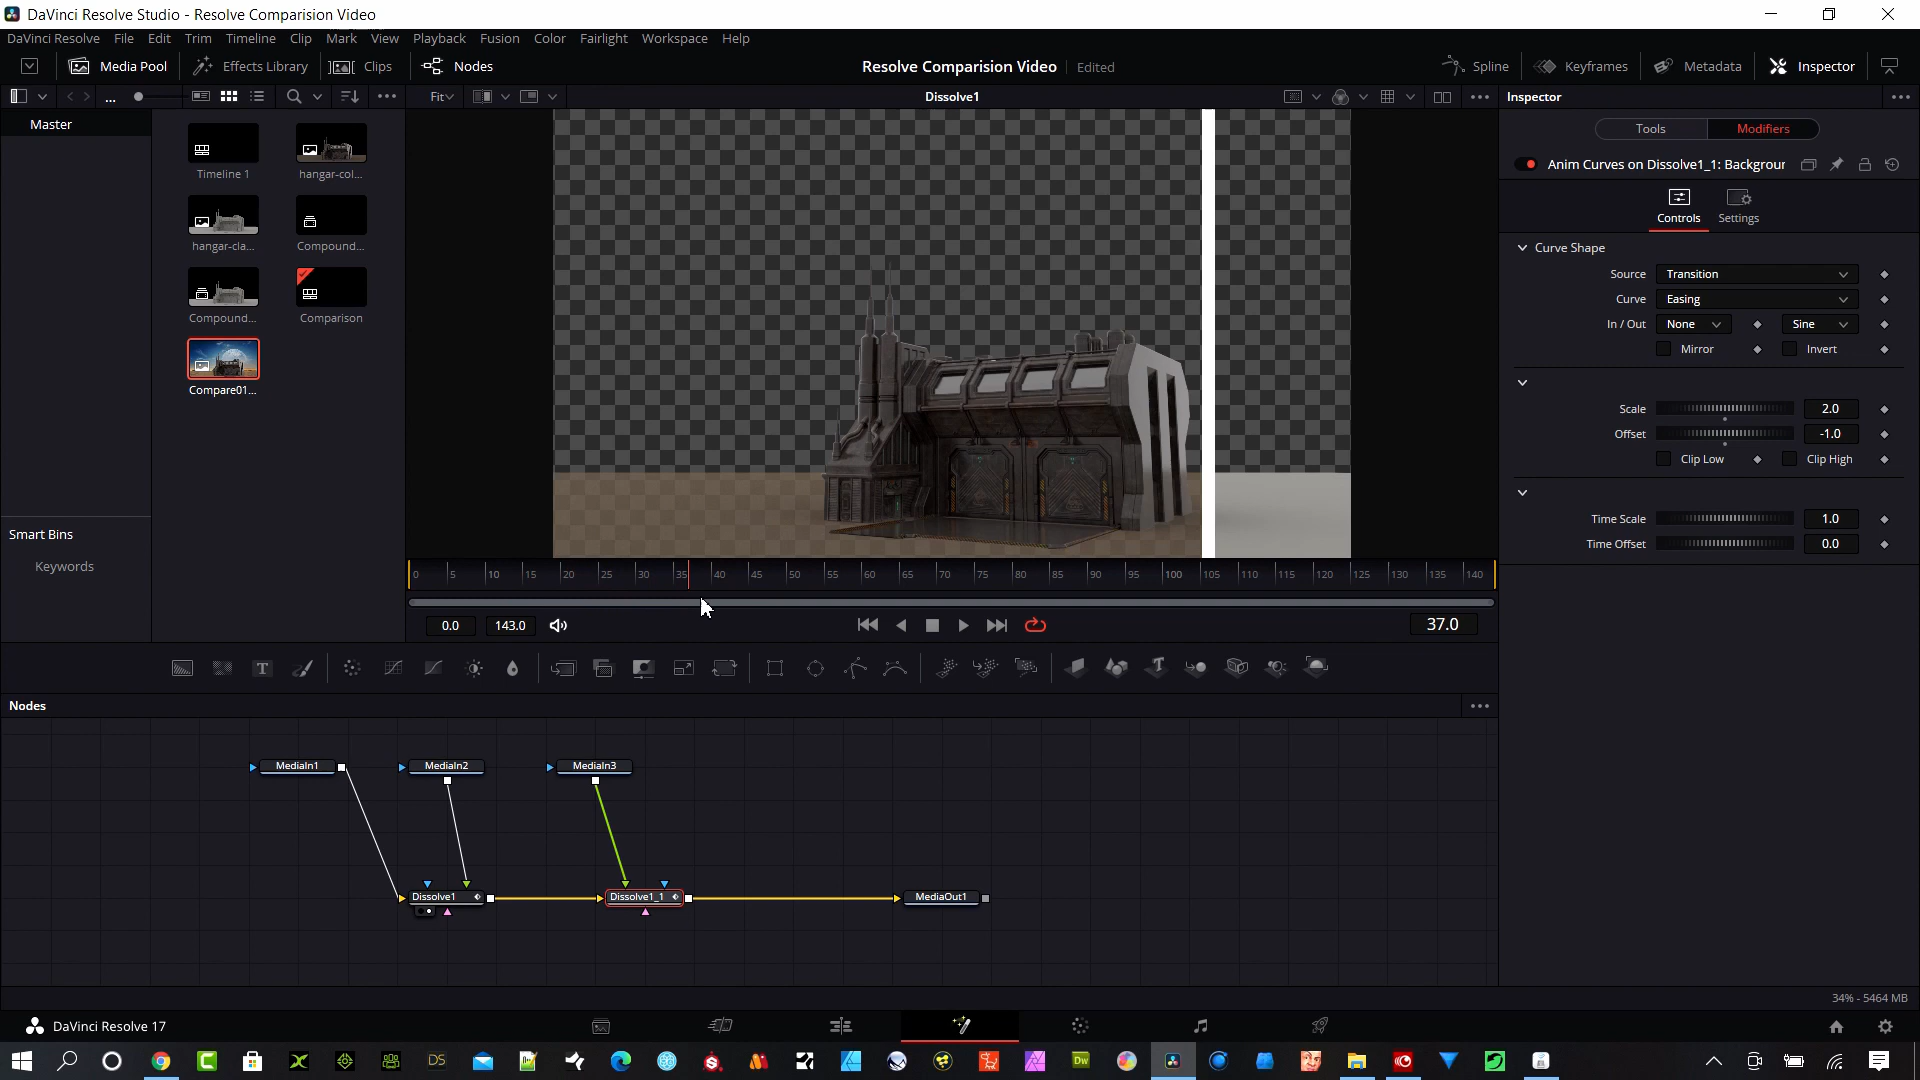 DaVinci Resolve Studio - Resolve Comparision Video
DaVinci Resolve File Edit Trim Timeline Clip Mark View Playback Fusion Color Fairlight Workspace Help
Media Pool Effects Library Clips Nodes Resolve Comparision Video Edited Spline Keyframes Metadata Inspector
... Fit Dissolve1 Inspector
Master
Timeline 1 hangar-col...
hangar-cla... Compound...
Compound... Comparison
Compare01...
Smart Bins
Keywords
Tools Modifiers
Anim Curves on Dissolve1_1: Backgrour
Controls Settings
Curve Shape
Source Transition
Curve Easing
In / Out None Sine
Mirror Invert
Scale 2.0
Offset -1.0
Clip Low Clip High
Time Scale 1.0
Time Offset 0.0
0 5 10 15 20 25 30 35 40 45 50 55 60 65 70 75 80 85 90 95 100 105 110 115 120 125 130 135 140
0.0 143.0 37.0
Nodes
MediaIn1 MediaIn2 MediaIn3
Dissolve1 Dissolve1_1 MediaOut1
34% - 5464 MB
DaVinci Resolve 17
DS
Dw